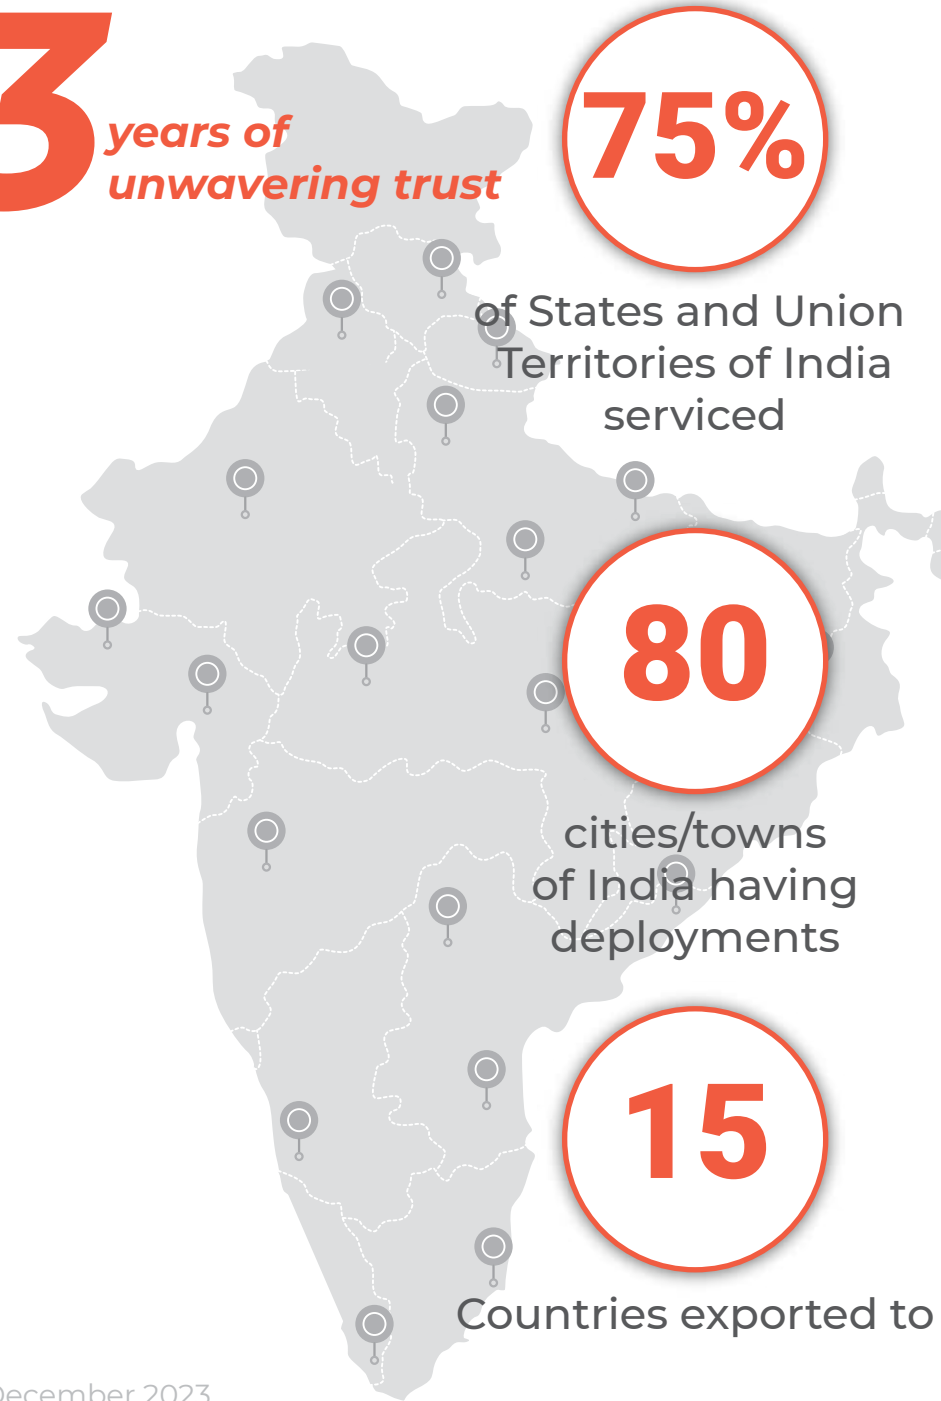 3
years of
unwavering trust
75%
of States and Union
Territories of India
serviced
80
cities/towns
of India having
deployments
15
Countries exported to
December 2023